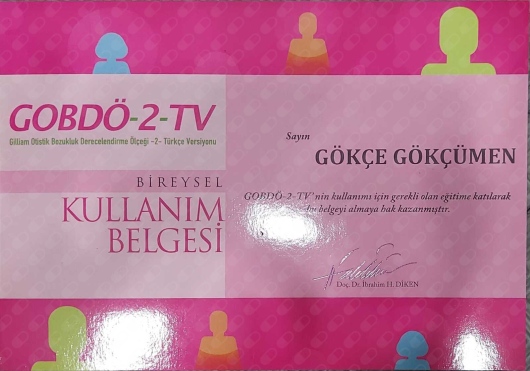 GOBDÖ-2-TV
Gilliam Otistik Bozukluk Derecelendirme Ölçeği -2- Türkçe Versiyonu
BİREYSEL
KULLANIM
BELGESİ
Sayın
GÖKÇE GÖKÇÜMEN
GOBDÖ-2-TV'nin kullanımı için gerekli olan eğitime katılarak
bu belgeyi almaya hak kazanmıştır.
Doç. Dr. İbrahim H. DİKEN